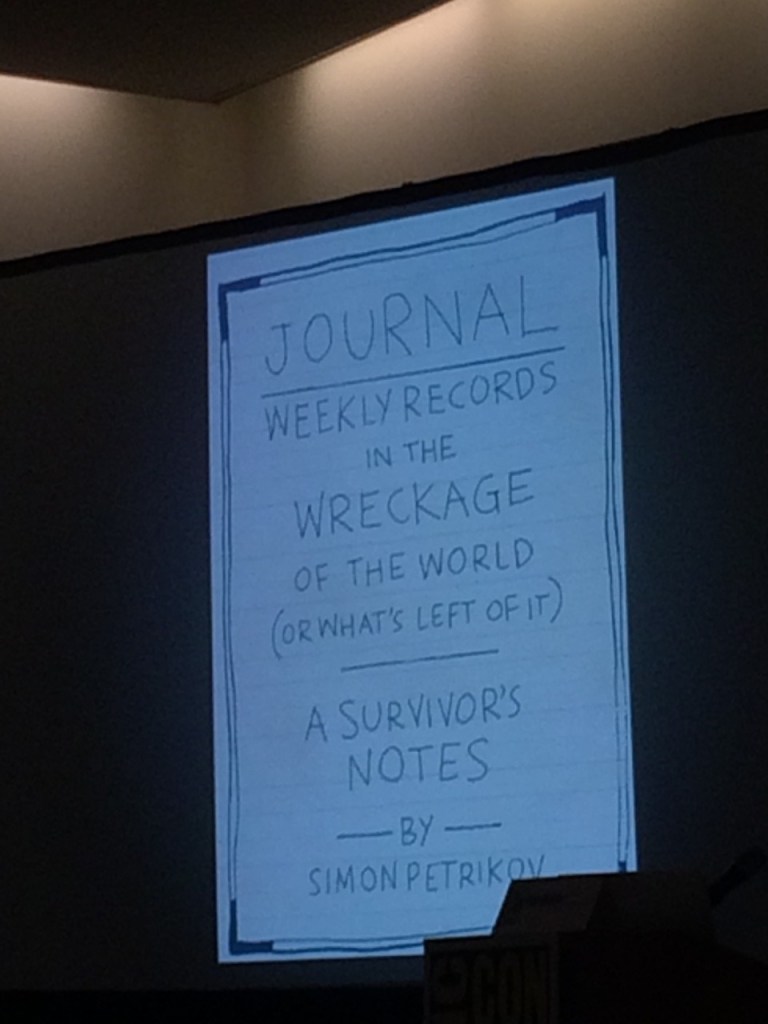 JOURNAL
WEEKLY RECORDS
IN THE
WRECKAGE
OF THE WORLD
(OR WHAT'S LEFT OF IT)
A SURVIVOR'S
NOTES
— BY —
SIMON PETRIKOV
CON